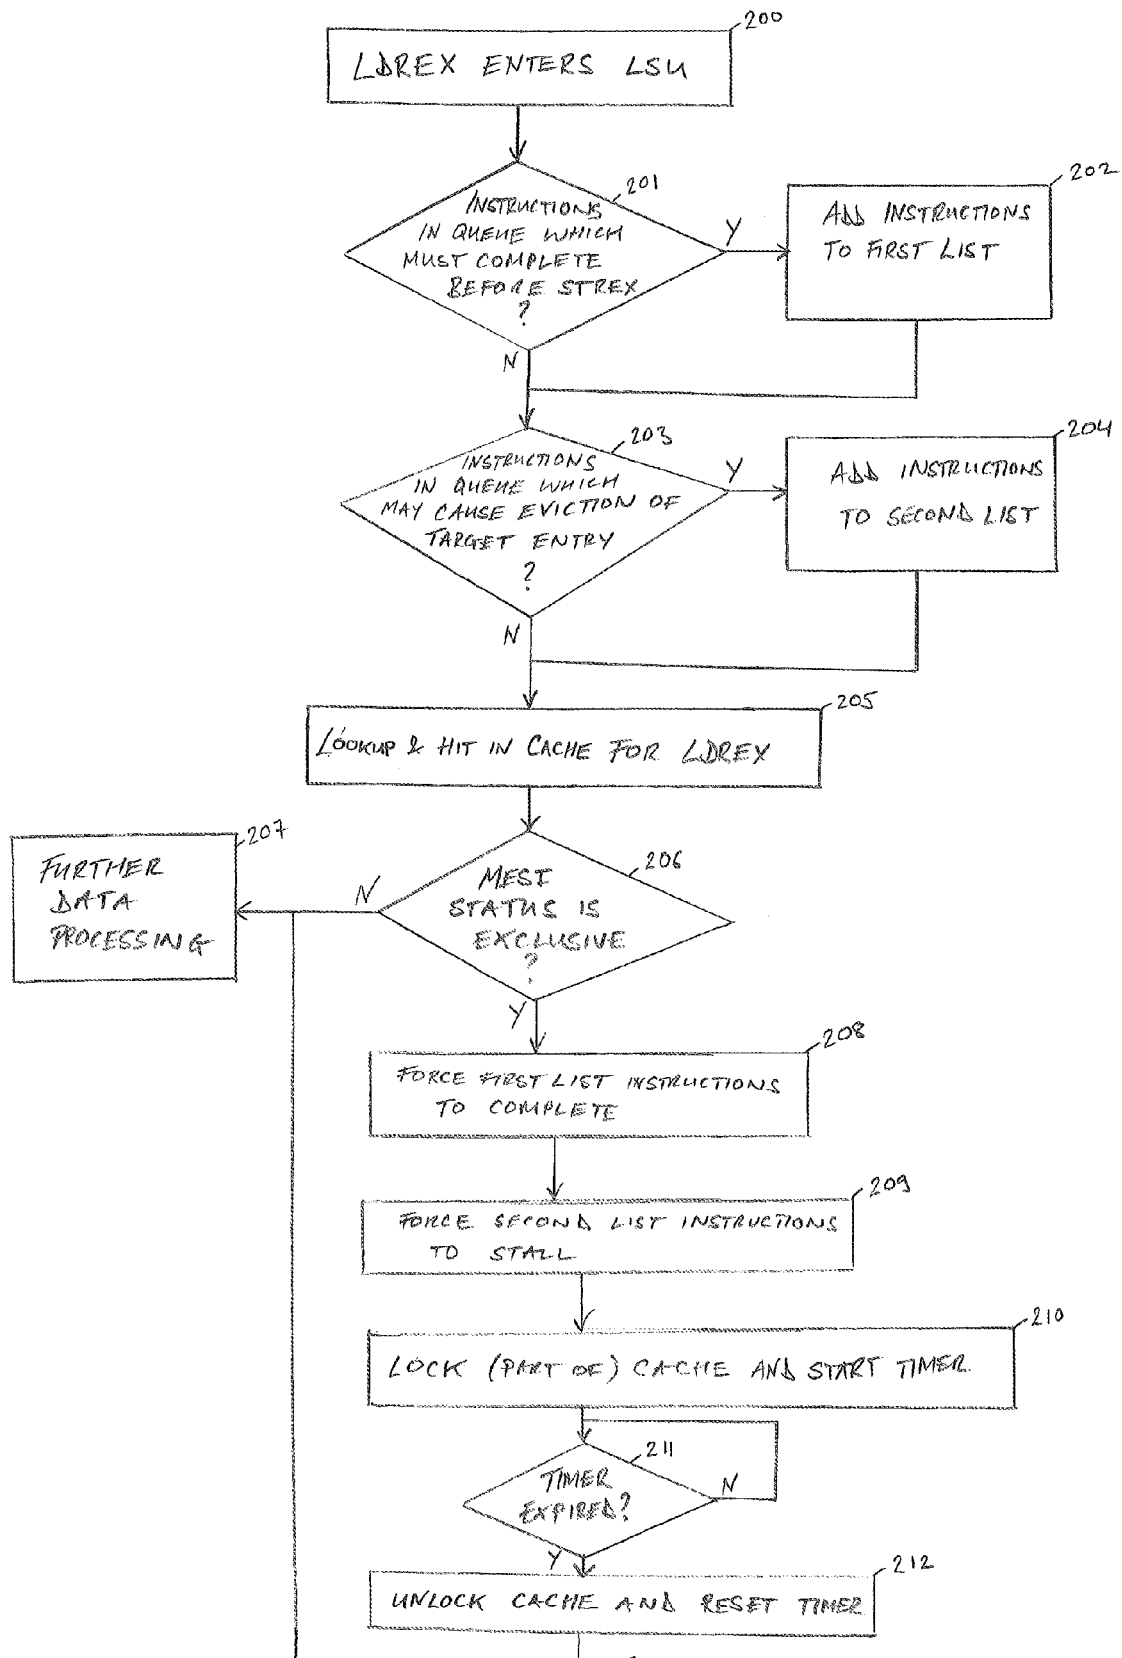 200
LDREX ENTERS LSU
201
INSTRUCTIONS
IN QUEUE WHICH
MUST COMPLETE
BEFORE STREX
?
Y
202
ADD INSTRUCTIONS
TO FIRST LIST
N
203
INSTRUCTIONS
IN QUEUE WHICH
MAY CAUSE EVICTION OF
TARGET ENTRY
?
Y
204
ADD INSTRUCTIONS
TO SECOND LIST
N
205
LOOKUP & HIT IN CACHE FOR LDREX
206
MESI
STATUS IS
EXCLUSIVE
?
N
207
FURTHER
DATA
PROCESSING
Y
208
FORCE FIRST LIST INSTRUCTIONS
TO COMPLETE
209
FORCE SECOND LIST INSTRUCTIONS
TO STALL
210
LOCK (PART OF) CACHE AND START TIMER
211
TIMER
EXPIRED?
N
Y
212
UNLOCK CACHE AND RESET TIMER